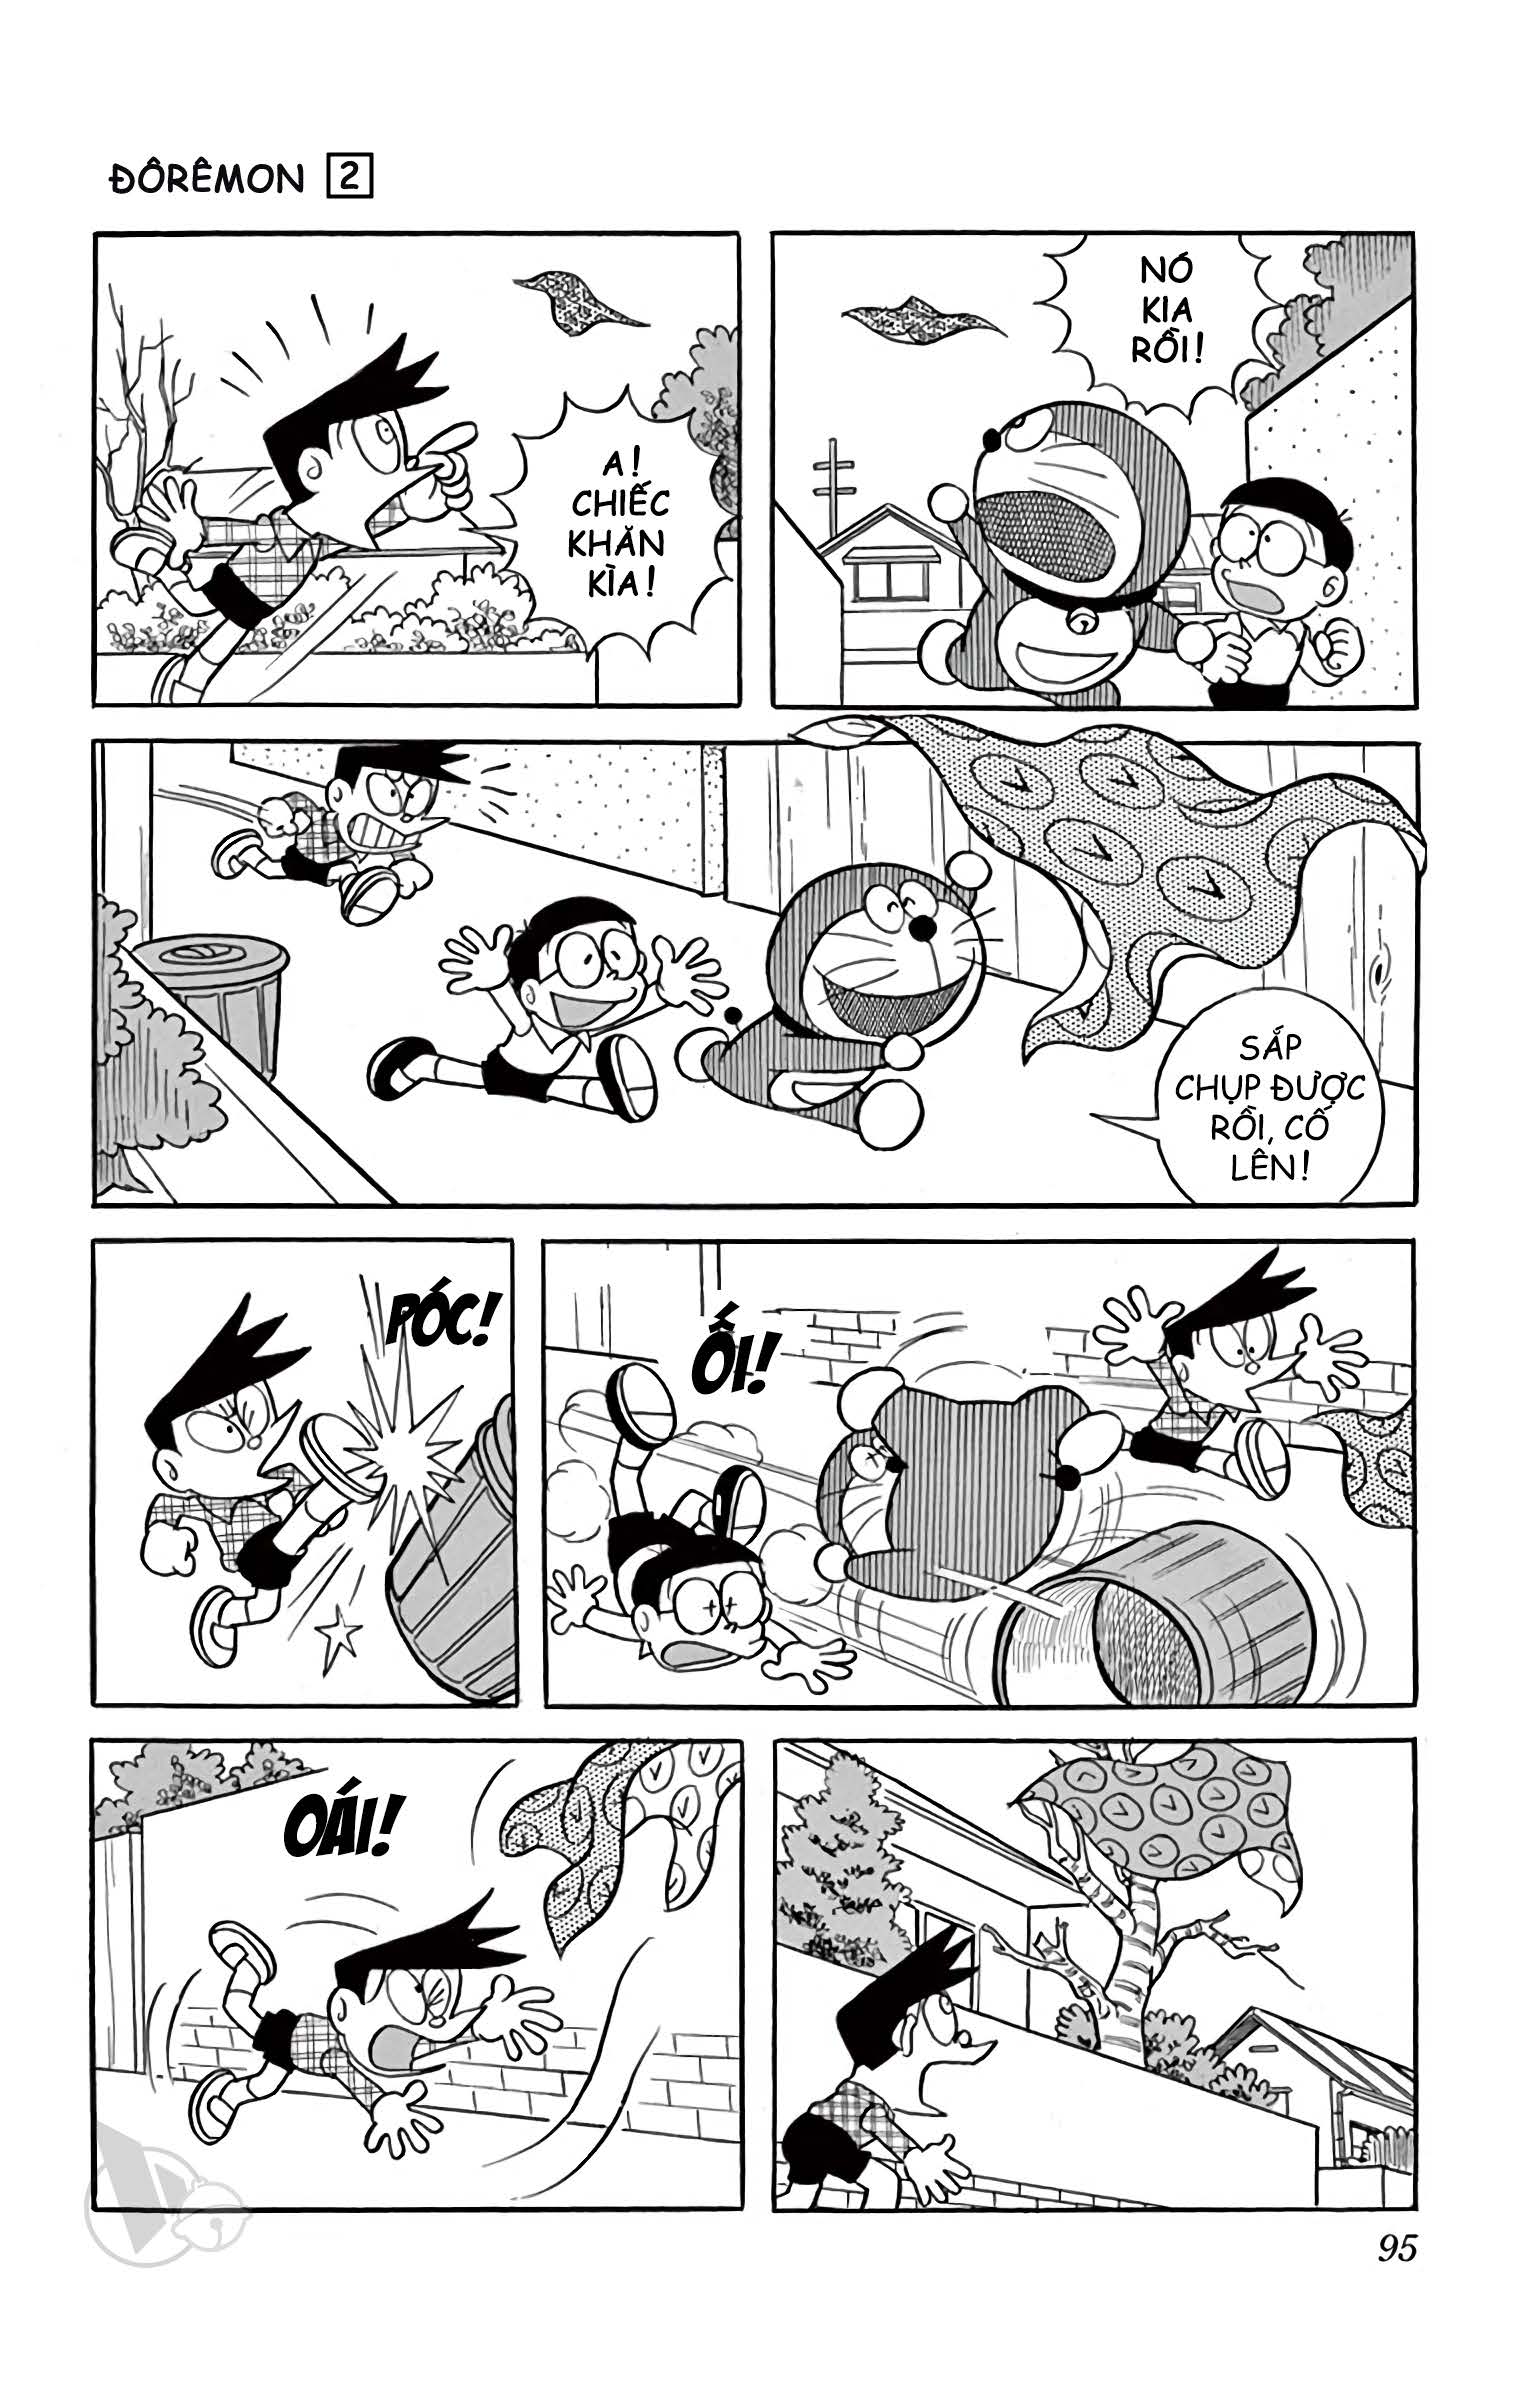 ĐÔRÊMON 2
A!
CHIẾC
KHĂN
KÌA!
NÓ
KIA
RỒI!
SẮP
CHỤP ĐƯỢC
RỒI, CỐ
LÊN!
PÓC!
ỐI!
OÁI!
95